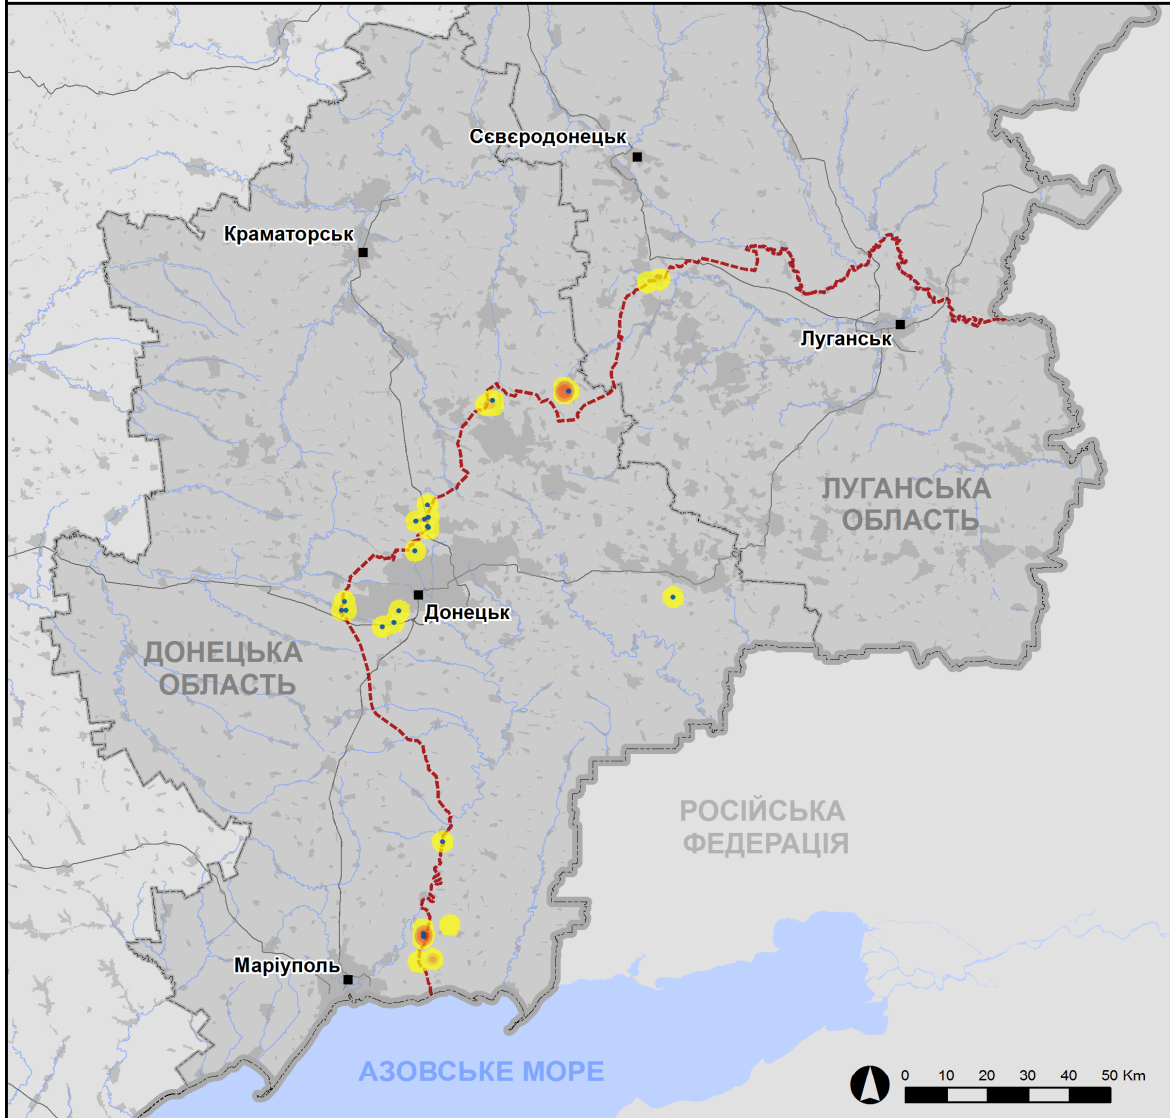 Сєвєродонецьк
Краматорськ
Луганськ
ЛУГАНСЬКА
ОБЛАСТЬ
Донецьк
ДОНЕЦЬКА
ОБЛАСТЬ
РОСІЙСЬКА
ФЕДЕРАЦІЯ
Маріуполь
АЗОВСЬКЕ МОРЕ
0 10 20 30 40 50 Km